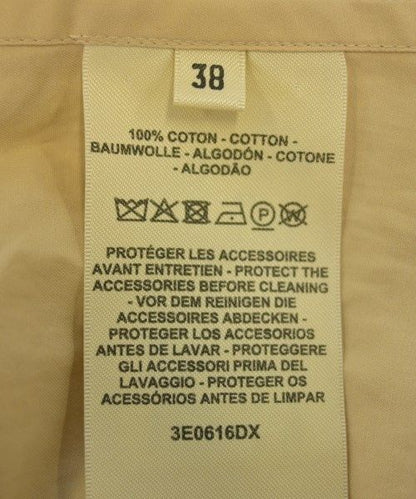 38
100% COTON - COTTON -
BAUMWOLLE - ALGODÓN - COTONE
- ALGODÃO
P W
PROTÉGER LES ACCESSOIRES
AVANT ENTRETIEN - PROTECT THE
ACCESSORIES BEFORE CLEANING
- VOR DEM REINIGEN DIE
ACCESSOIRES ABDECKEN -
PROTEGER LOS ACCESORIOS
ANTES DE LAVAR - PROTEGGERE
GLI ACCESSORI PRIMA DEL
LAVAGGIO - PROTEGER OS
ACESSÓRIOS ANTES DE LIMPAR
3E0616DX